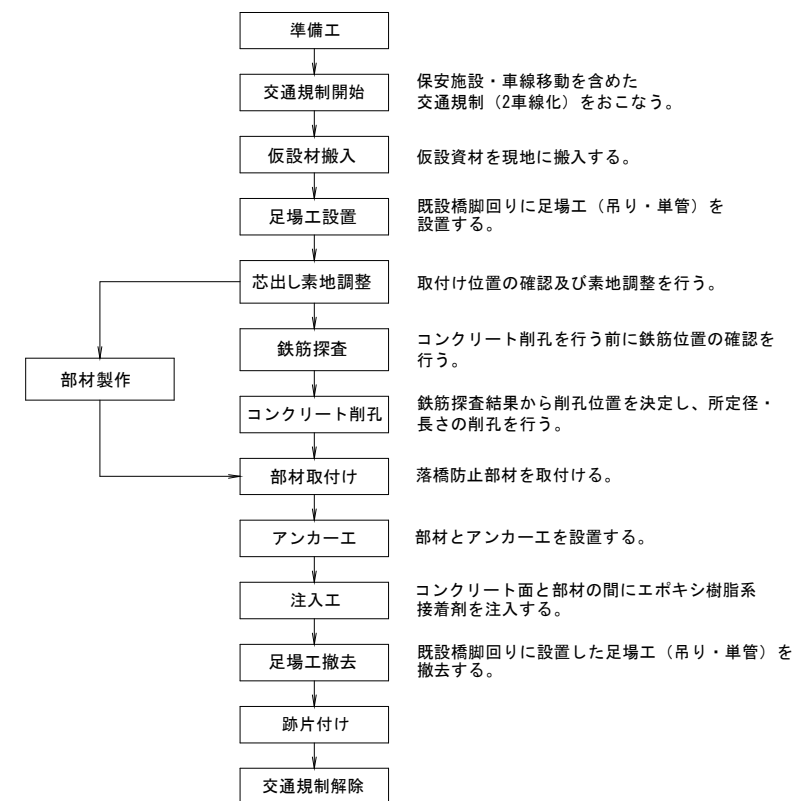 準備工
交通規制開始
保安施設・車線移動を含めた
交通規制（2車線化）をおこなう。
仮設材搬入
仮設資材を現地に搬入する。
足場工設置
既設橋脚回りに足場工（吊り・単管）を
設置する。
芯出し素地調整
取付け位置の確認及び素地調整を行う。
鉄筋探査
コンクリート削孔を行う前に鉄筋位置の確認を
行う。
部材製作
コンクリート削孔
鉄筋探査結果から削孔位置を決定し、所定径・
長さの削孔を行う。
部材取付け
落橋防止部材を取付ける。
アンカー工
部材とアンカー工を設置する。
注入工
コンクリート面と部材の間にエポキシ樹脂系
接着剤を注入する。
足場工撤去
既設橋脚回りに設置した足場工（吊り・単管）を
撤去する。
跡片付け
交通規制解除